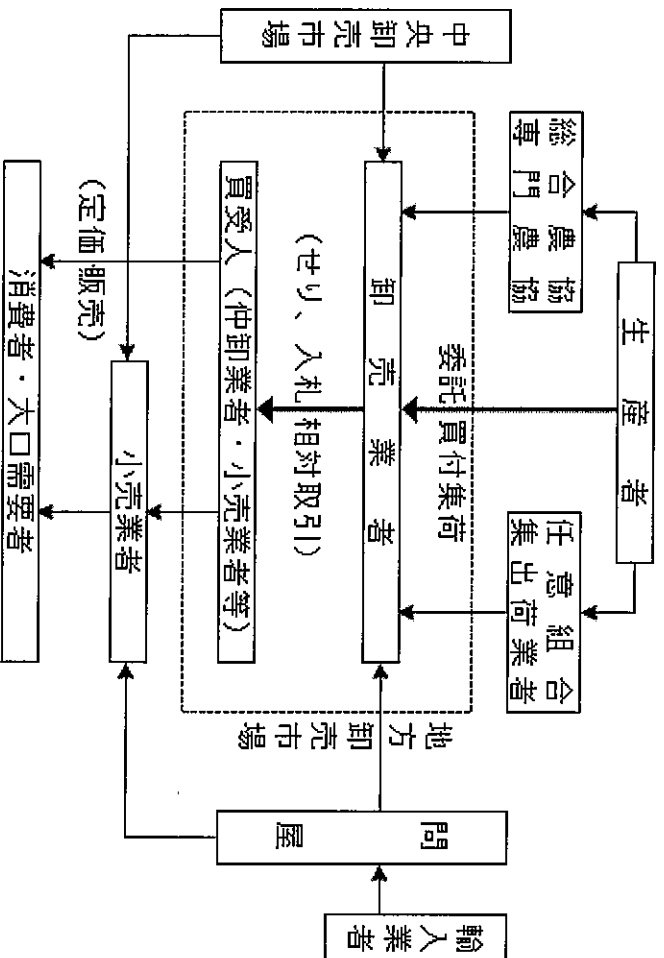 生産者
総合農協
専門農協
任意組合
集出荷業者
委託・買付集荷
中央卸売市場
卸売業者
(せり、入札・相対取引)
買受人(仲卸業者・小売業者等)
地方卸売市場
問屋
輸入業者
小売業者
(定価・販売)
消費者・大口需要者